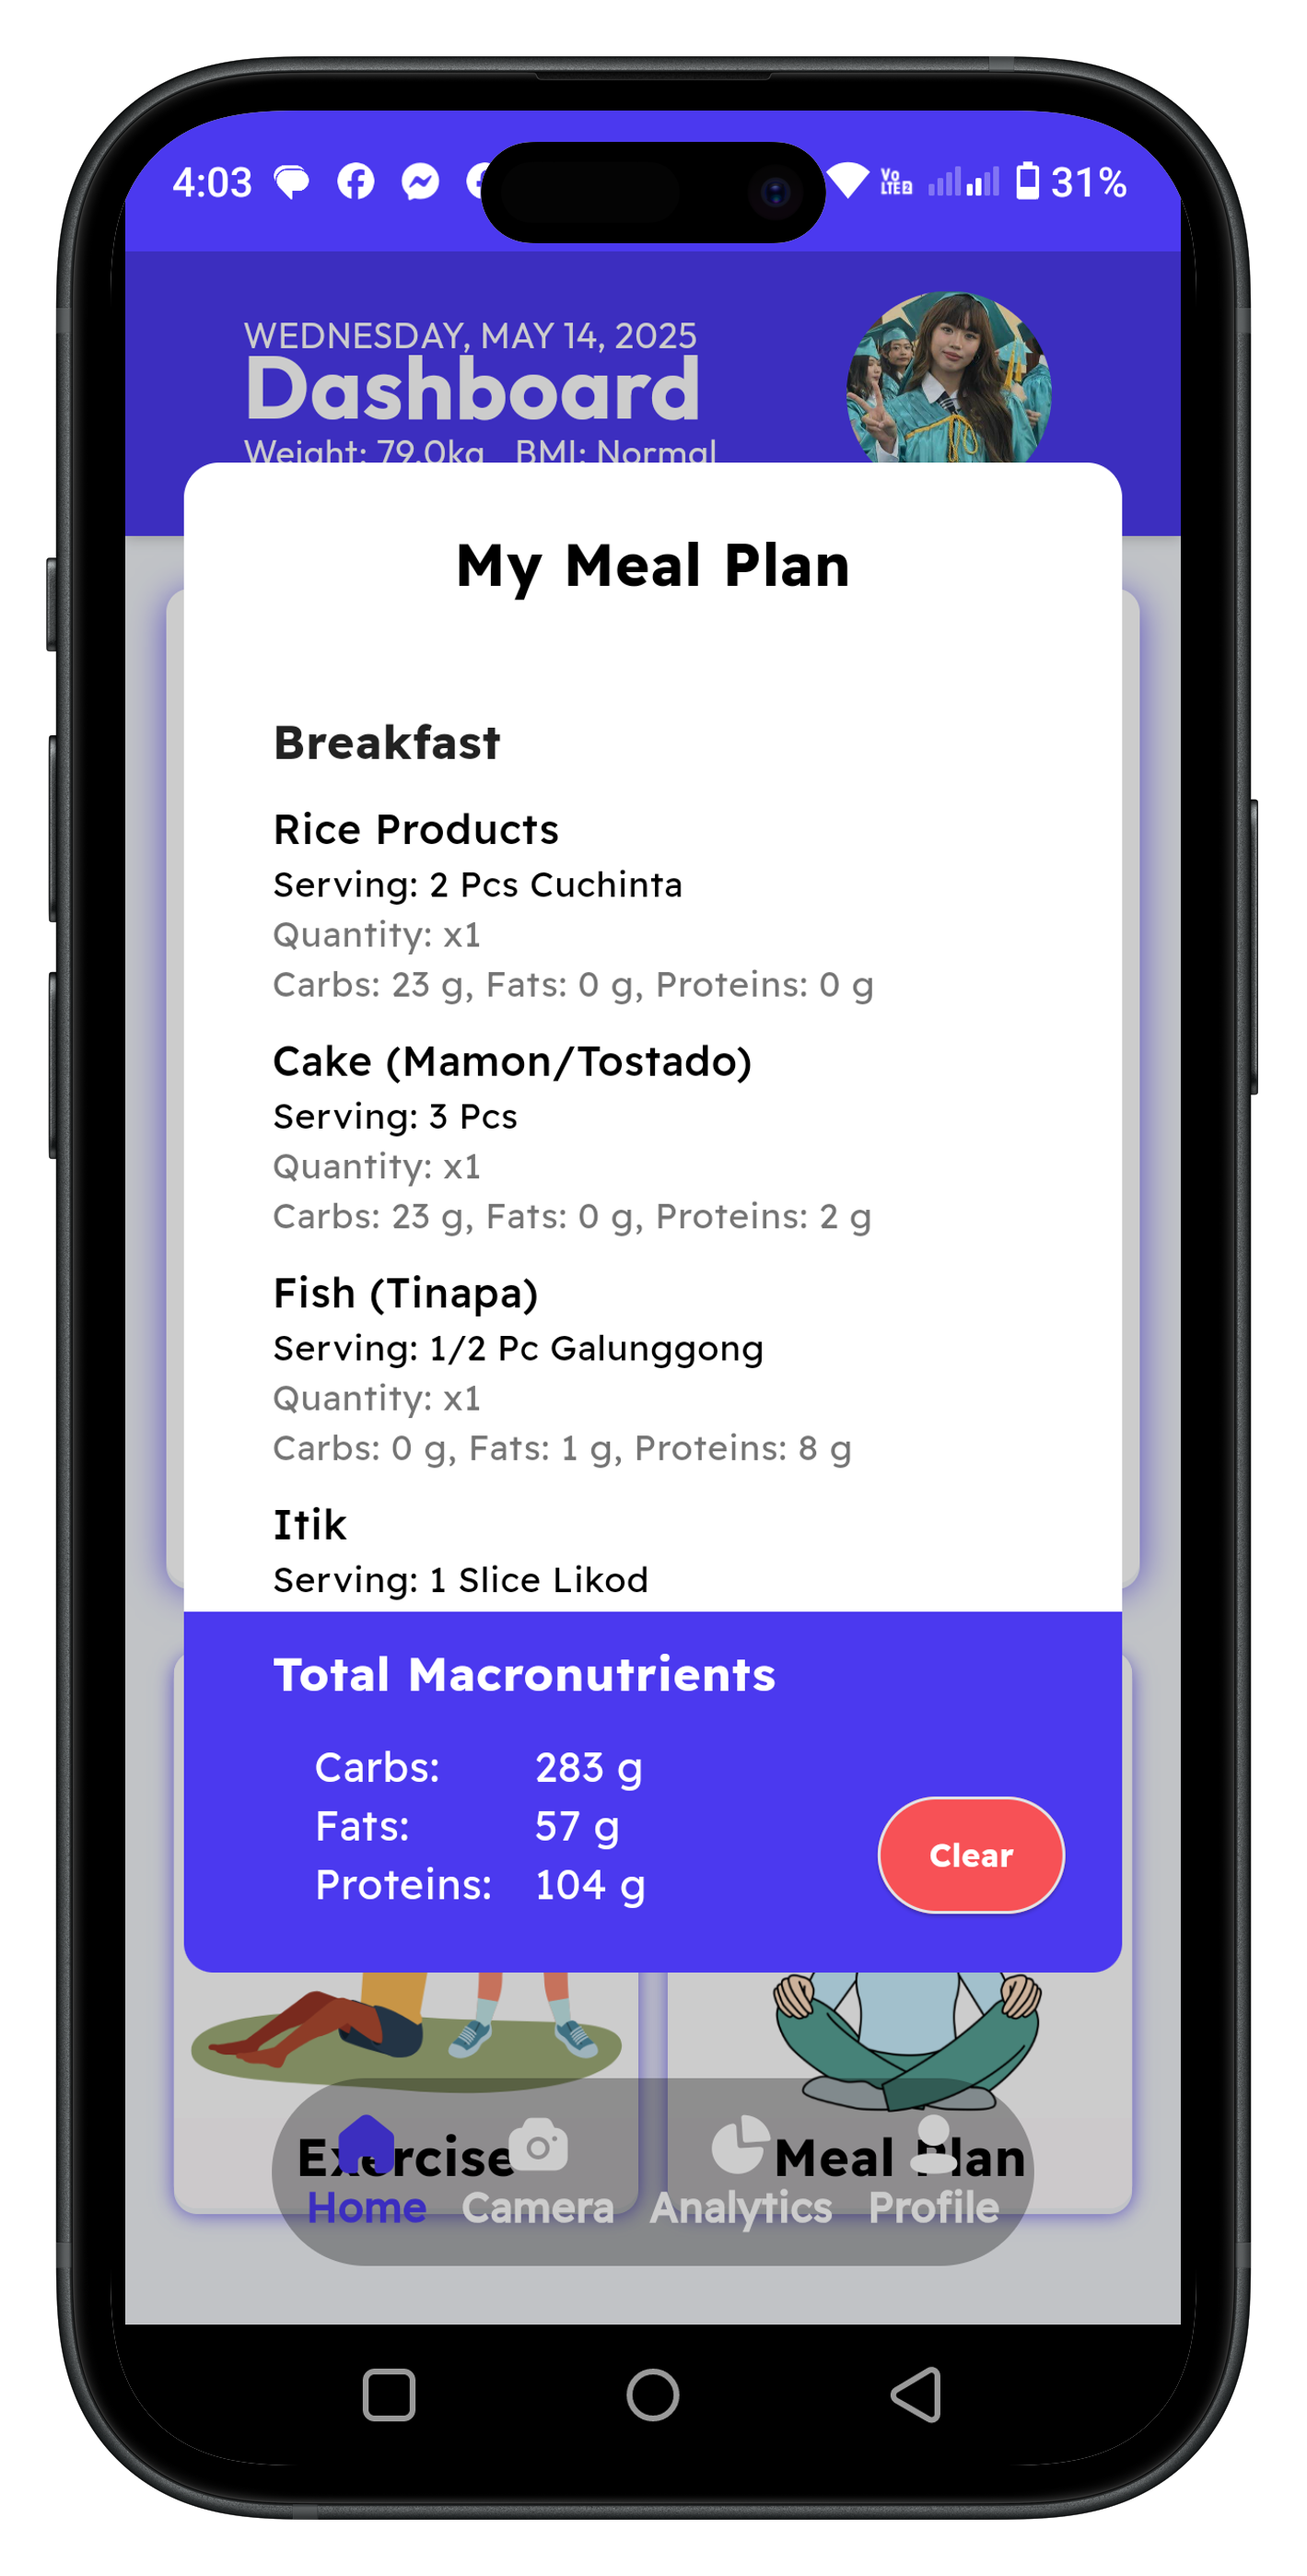 4:03
Vo
LTE 2
31%
WEDNESDAY, MAY 14, 2025
Dashboard
Weight: 79.0kg BMI: Normal
My Meal Plan
Breakfast
Rice Products
Serving: 2 Pcs Cuchinta
Quantity: x1
Carbs: 23 g, Fats: 0 g, Proteins: 0 g
Cake (Mamon/Tostado)
Serving: 3 Pcs
Quantity: x1
Carbs: 23 g, Fats: 0 g, Proteins: 2 g
Fish (Tinapa)
Serving: 1/2 Pc Galunggong
Quantity: x1
Carbs: 0 g, Fats: 1 g, Proteins: 8 g
Itik
Serving: 1 Slice Likod
Total Macronutrients
Carbs: 283 g
Fats: 57 g
Proteins: 104 g
Clear
Exercise Meal Plan
Home Camera Analytics Profile